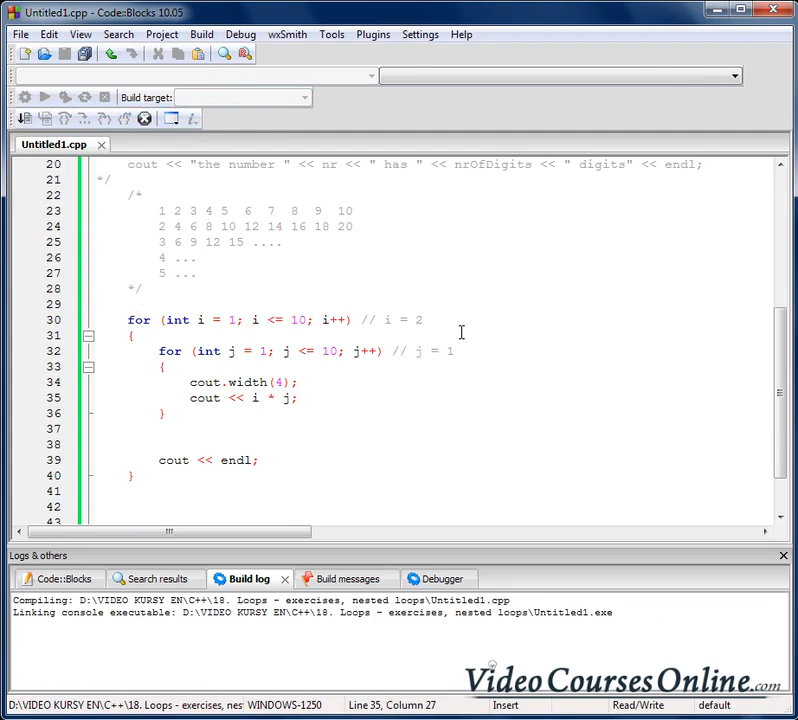 Untitled1.cpp - Code::Blocks 10.05
File Edit View Search Project Build Debug wxSmith Tools Plugins Settings Help
Build target:
Untitled1.cpp
20 cout << "the number " << nr << " has " << nrOfDigits << " digits" << endl;
21 */
22 /*
23 1 2 3 4 5 6 7 8 9 10
24 2 4 6 8 10 12 14 16 18 20
25 3 6 9 12 15 ....
26 4 ...
27 5 ...
28 */
29
30 for (int i = 1; i <= 10; i++) // i = 2
31 {
32 for (int j = 1; j <= 10; j++) // j = 1
33 {
34 cout.width(4);
35 cout << i * j;
36 }
37
38
39 cout << endl;
40 }
41
42
43
Logs & others
Code::Blocks Search results Build log Build messages Debugger
Compiling: D:\VIDEO KURSY EN\C++\18. Loops - exercises, nested loops\Untitled1.cpp
Linking console executable: D:\VIDEO KURSY EN\C++\18. Loops - exercises, nested loops\Untitled1.exe
VideoCoursesOnline.com
D:\VIDEO KURSY EN\C++\18. Loops - exercises, nes WINDOWS-1250 Line 35, Column 27 Insert Read/Write default